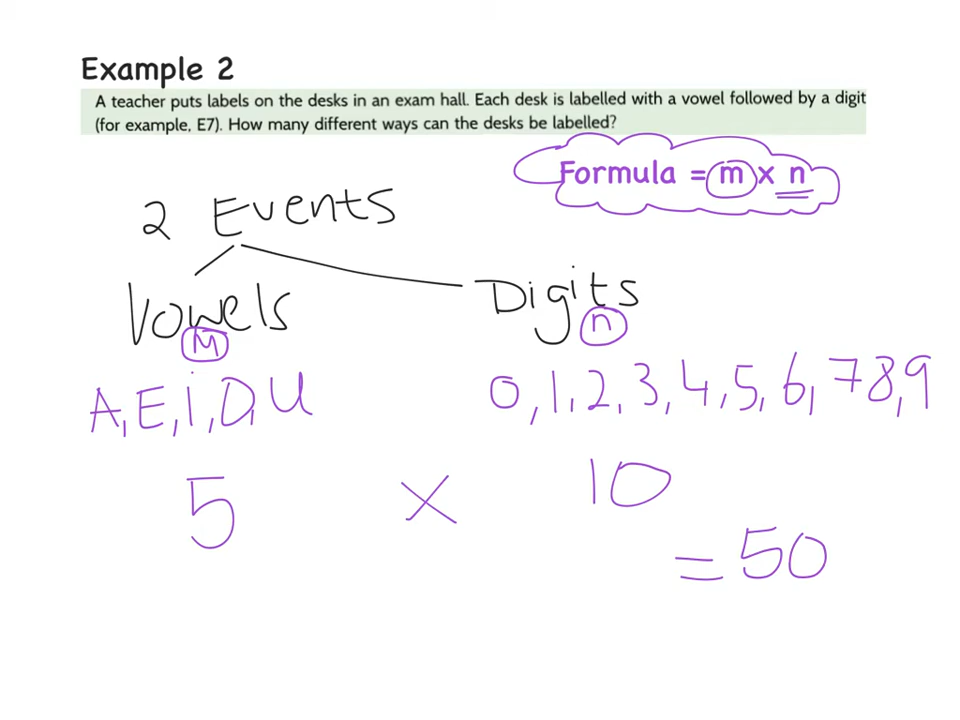 Example 2
A teacher puts labels on the desks in an exam hall. Each desk is labelled with a vowel followed by a digit
(for example, E7). How many different ways can the desks be labelled?
Formula = m x n
2 Events
Vowels Digits
M n
A, E, i, O, U 0, 1, 2, 3, 4, 5, 6, 7 8, 9
5 x 10
= 50